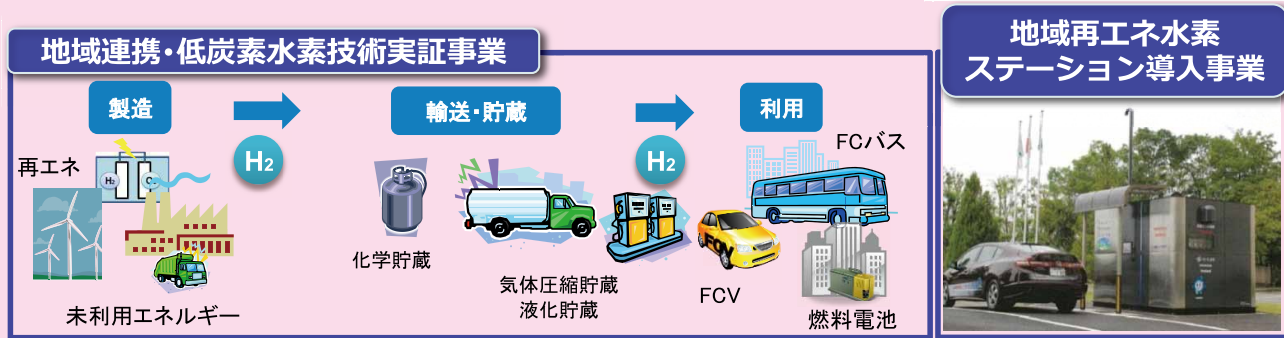 地域連携・低炭素水素技術実証事業
製造
輸送・貯蔵
利用
H2
H2
再エネ
H2
FCバス
化学貯蔵
気体圧縮貯蔵
液化貯蔵
FCV
FCV
未利用エネルギー
燃料電池
地域再エネ水素
ステーション導入事業